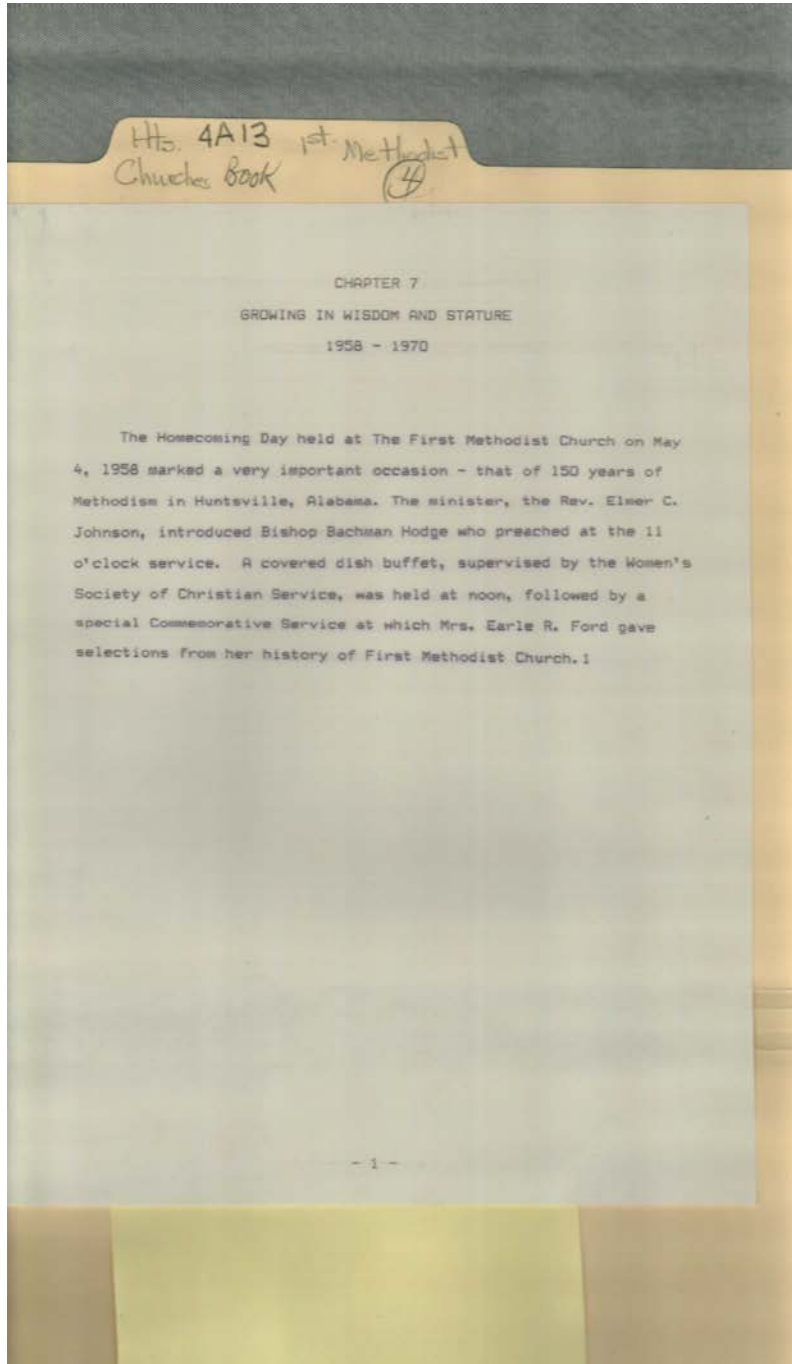 Hts. 4A13 1st Methodist
Churches Book 4
CHAPTER 7
GROWING IN WISDOM AND STATURE
1958 - 1970
The Homecoming Day held at The First Methodist Church on May
4, 1958 marked a very important occasion - that of 150 years of
Methodism in Huntsville, Alabama. The minister, the Rev. Elmer C.
Johnson, introduced Bishop Bachman Hodge who preached at the 11
o'clock service. A covered dish buffet, supervised by the Women's
Society of Christian Service, was held at noon, followed by a
special Commemorative Service at which Mrs. Earle R. Ford gave
selections from her history of First Methodist Church.1
- 1 -